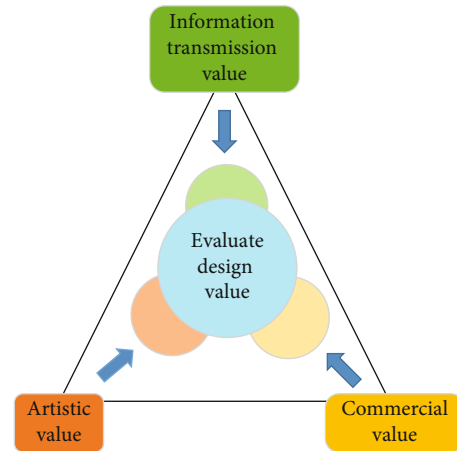 Information
transmission
value
Evaluate
design
value
Artistic
value
Commercial
value